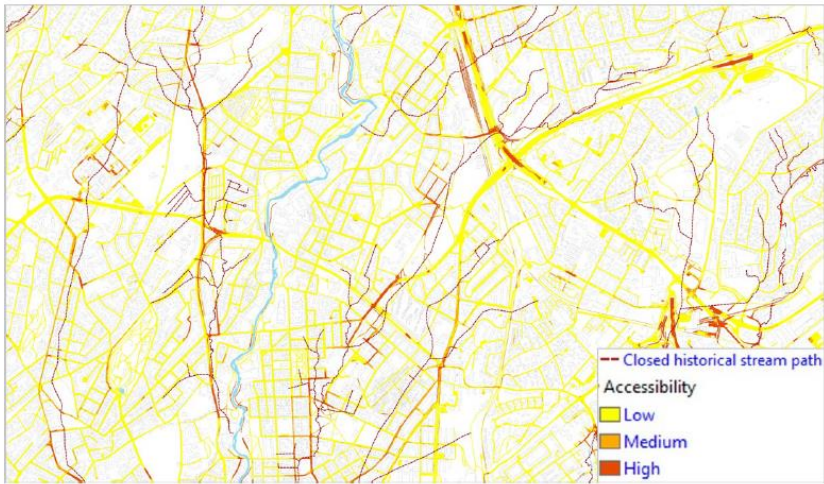 Closed historical stream path
Accessibility
Low
Medium
High